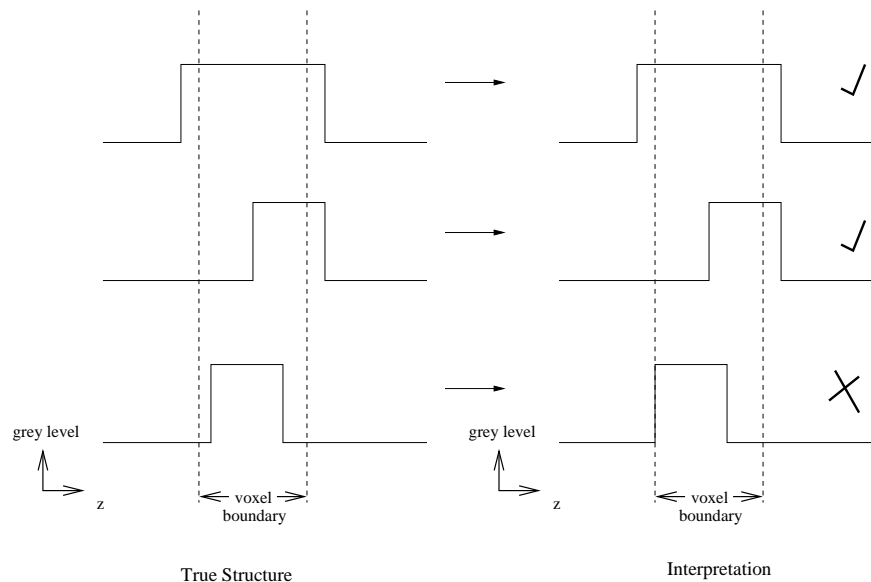 grey level
z
voxel
boundary
True Structure
grey level
z
voxel
boundary
Interpretation